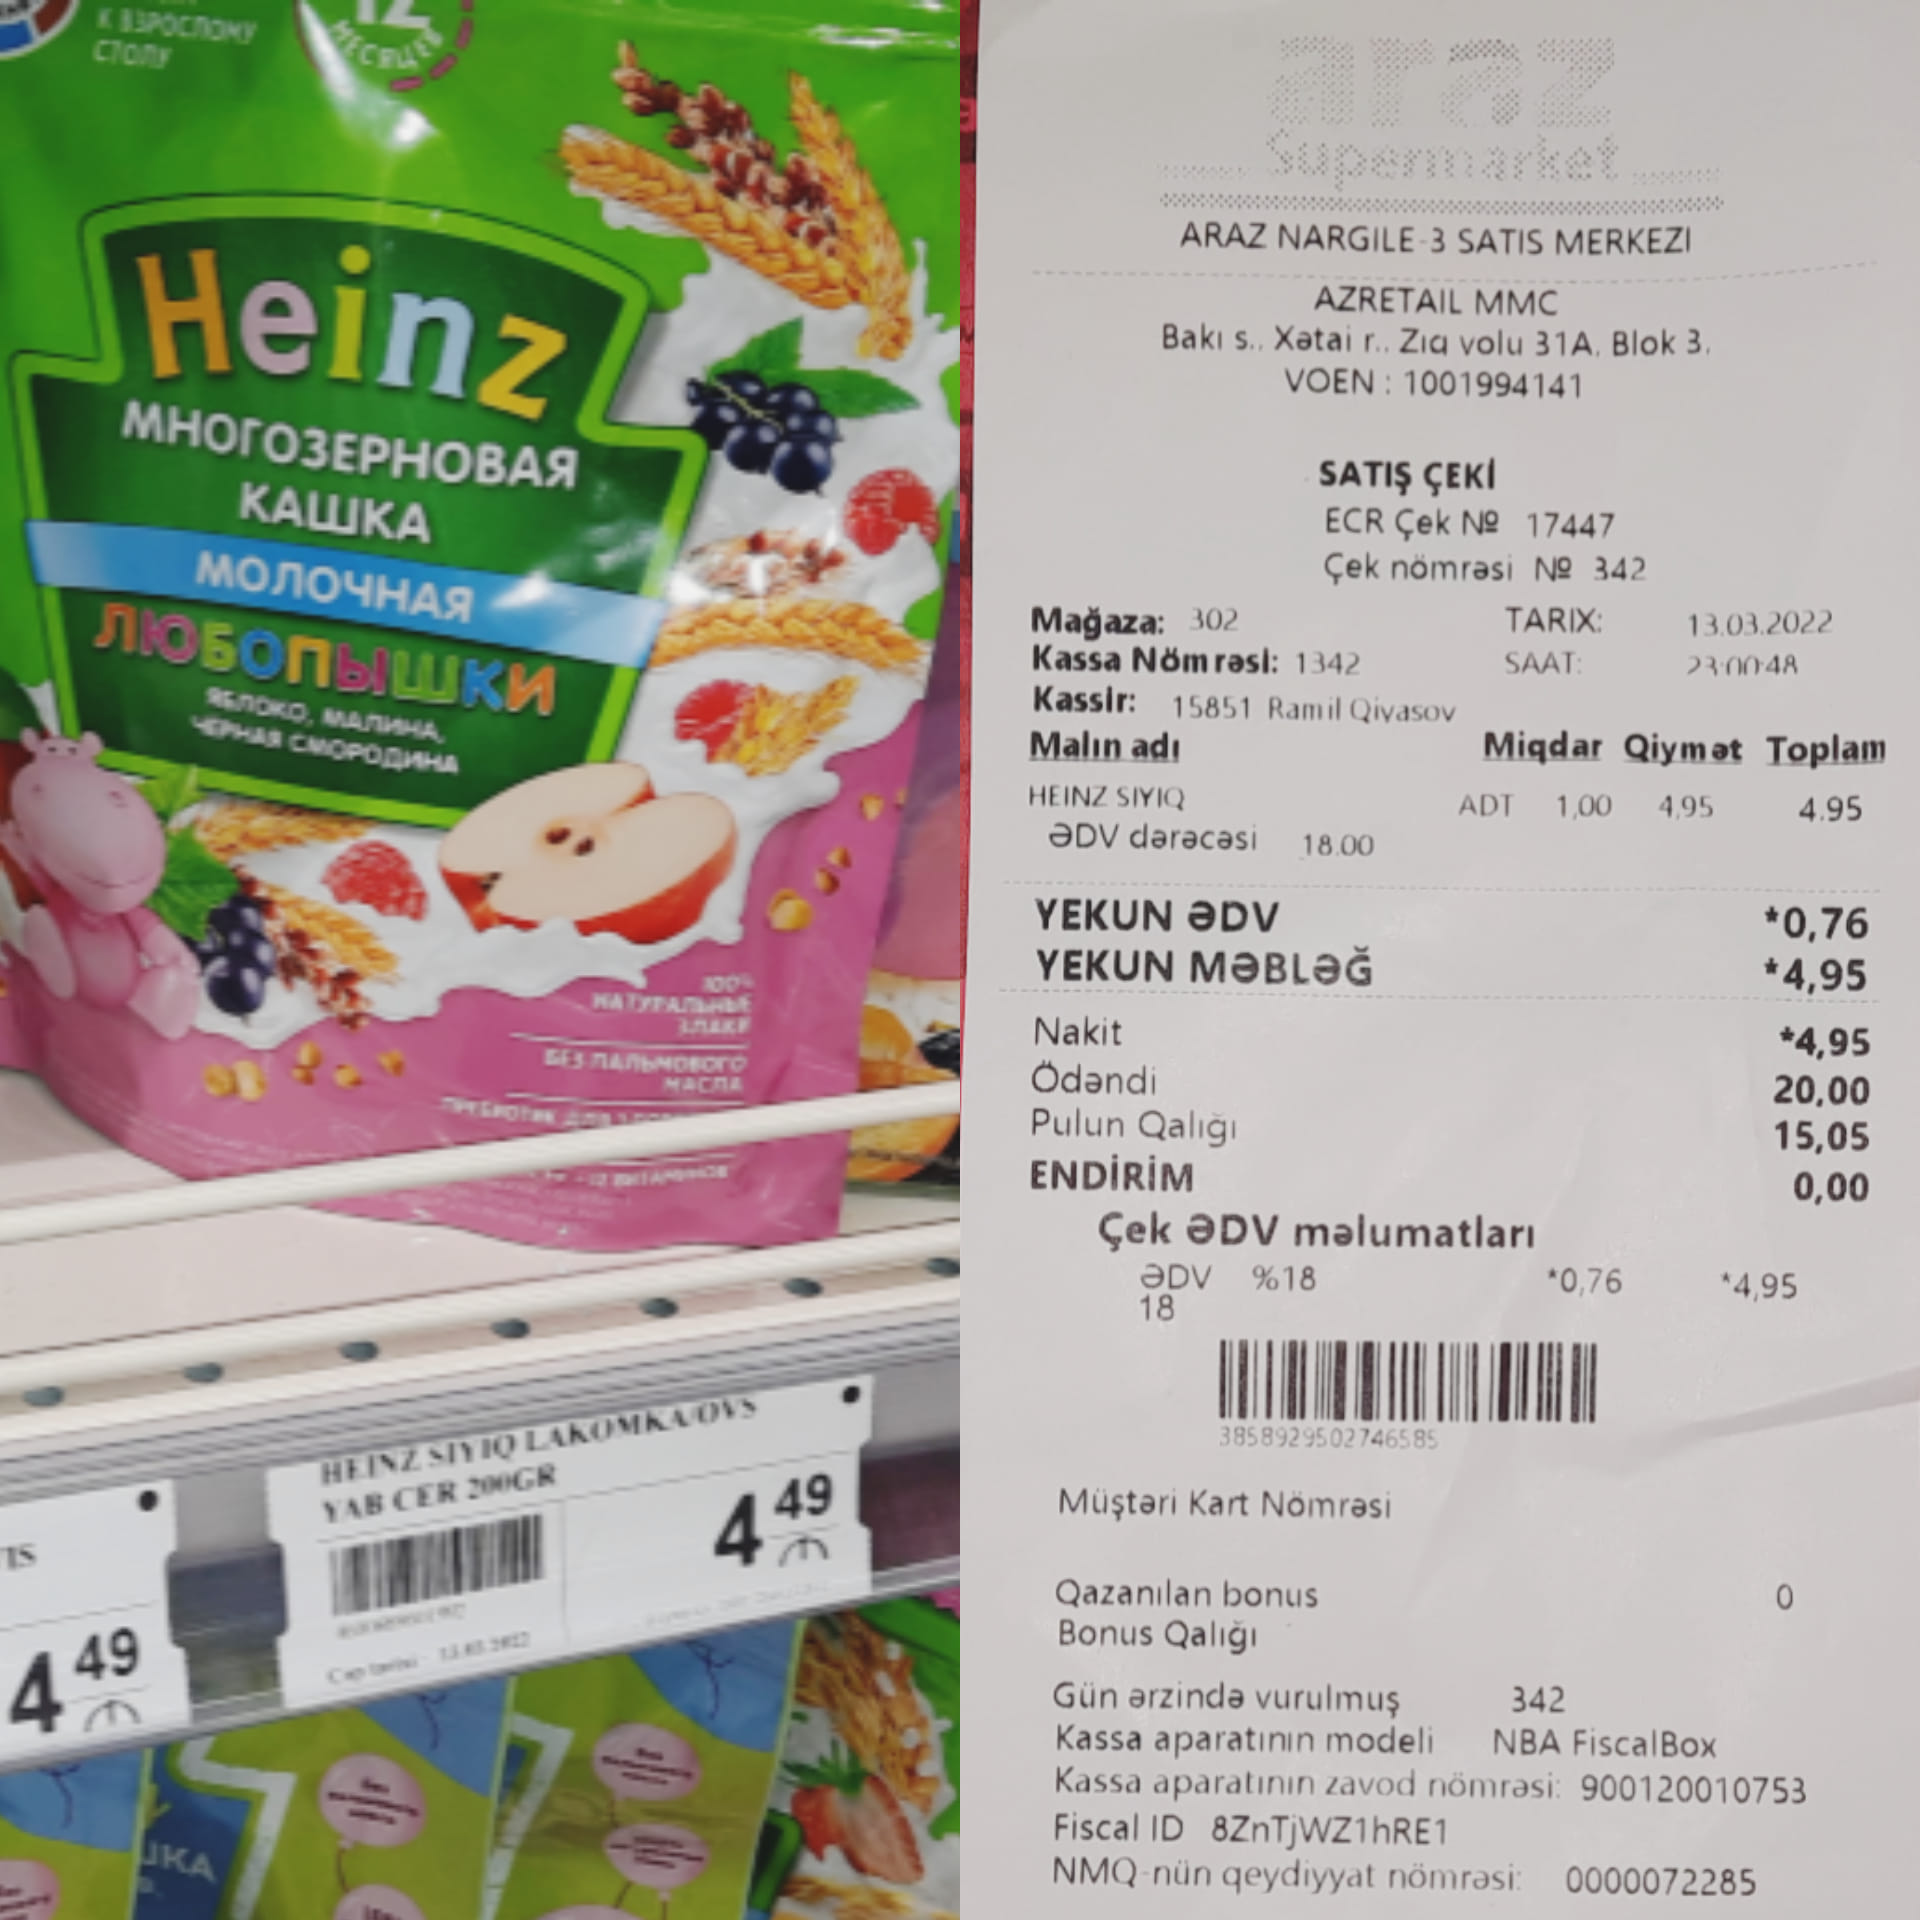 К ВЗРОСЛОМУ
СТОЛУ
12
МЕСЯЦЕВ
Heinz
МНОГОЗЕРНОВАЯ
КАШКА
МОЛОЧНАЯ
ЛЮБОПЫШКИ
ЯБЛОКО, МАЛИНА,
ЧЕРНАЯ СМОРОДИНА
100%
НАТУРАЛЬНЫЕ
ЗЛАКИ
БЕЗ ПАЛЬМОВОГО
МАСЛА
ПРЕБИОТИК ДЛЯ
12 ВИТАМИНОВ
HEINZ SIYIQ LAKOMKA/OVS
YAB CER 200GR
4 49
4 49
araz
Supermarket
ARAZ NARGILE-3 SATIS MERKEZI
AZRETAIL MMC
Bakı s., Xətai r., Zıq yolu 31A, Blok 3,
VOEN : 1001994141
SATIŞ ÇEKİ
ECR Çek № 17447
Çek nömrəsi № 342
Mağaza: 302 TARIX: 13.03.2022
Kassa Nömrəsi: 1342 SAAT: 23:00:48
Kassir: 15851 Ramil Qiyasov
Malın adı Miqdar Qiymət Toplam
HEINZ SIYIQ ADT 1,00 4,95 4.95
ƏDV dərəcəsi 18.00
YEKUN ƏDV *0,76
YEKUN MƏBLƏĞ *4,95
Nakit *4,95
Ödəndi 20,00
Pulun Qalığı 15,05
ENDİRİM 0,00
Çek ƏDV məlumatları
ƏDV %18 *0,76 *4,95
18
3858929502746585
Müştəri Kart Nömrəsi
Qazanılan bonus 0
Bonus Qalığı
Gün ərzində vurulmuş 342
Kassa aparatının modeli NBA FiscalBox
Kassa aparatının zavod nömrəsi: 900120010753
Fiscal ID 8ZnTjWZ1hRE1
NMQ-nün qeydiyyat nömrəsi: 0000072285